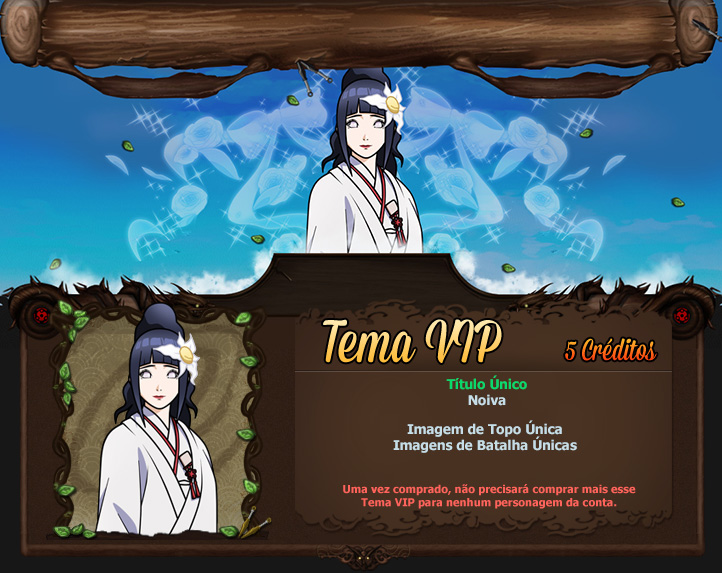 Tema VIP
5 Créditos
Título Único
Noiva
Imagem de Topo Única
Imagens de Batalha Únicas
Uma vez comprado, não precisará comprar mais esse
Tema VIP para nenhum personagem da conta.